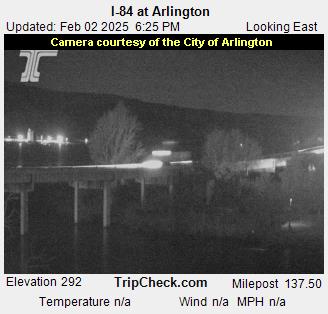 I-84 at Arlington
Updated: Feb 02 2025 6:25 PM Looking East
Camera courtesy of the City of Arlington
Elevation 292 TripCheck.com Milepost 137.50
Temperature n/a Wind n/a MPH n/a